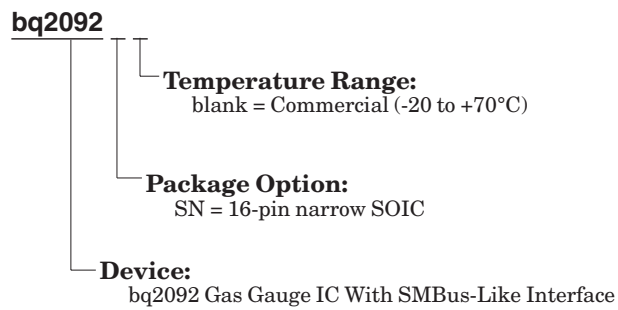 bq2092
Temperature Range:
blank = Commercial (-20 to +70°C)
Package Option:
SN = 16-pin narrow SOIC
Device:
bq2092 Gas Gauge IC With SMBus-Like Interface